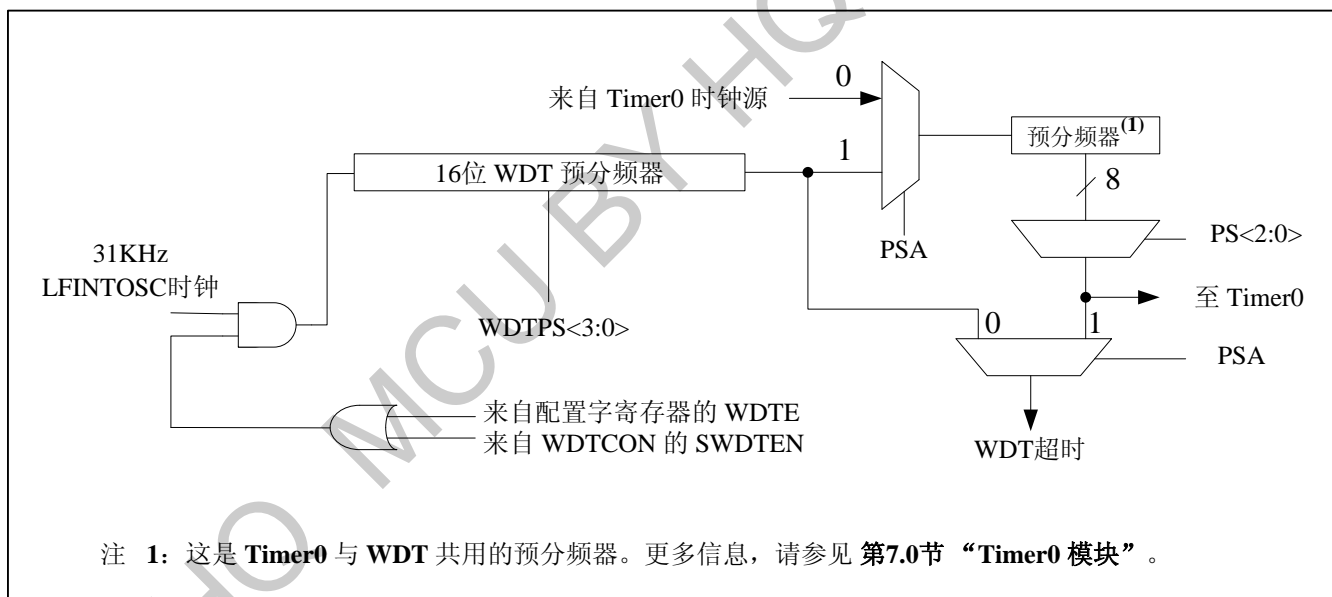 来自 Timer0 时钟源
0
1
预分频器(1)
16位 WDT 预分频器
8
PSA
PS<2:0>
31KHz
LFINTOSC时钟
WDTPS<3:0>
至 Timer0
0
1
PSA
来自配置字寄存器的 WDTE
来自 WDTCON 的 SWDTEN
WDT超时
注 1：这是 Timer0 与 WDT 共用的预分频器。更多信息，请参见 第7.0节 “Timer0 模块”。
HQ MCU BY HQ